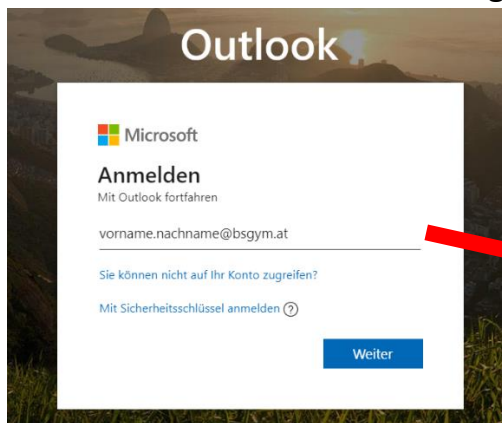 Outlook
Microsoft
Anmelden
Mit Outlook fortfahren
vorname.nachname@bsgym.at
Sie können nicht auf Ihr Konto zugreifen?
Mit Sicherheitsschlüssel anmelden ?
Weiter